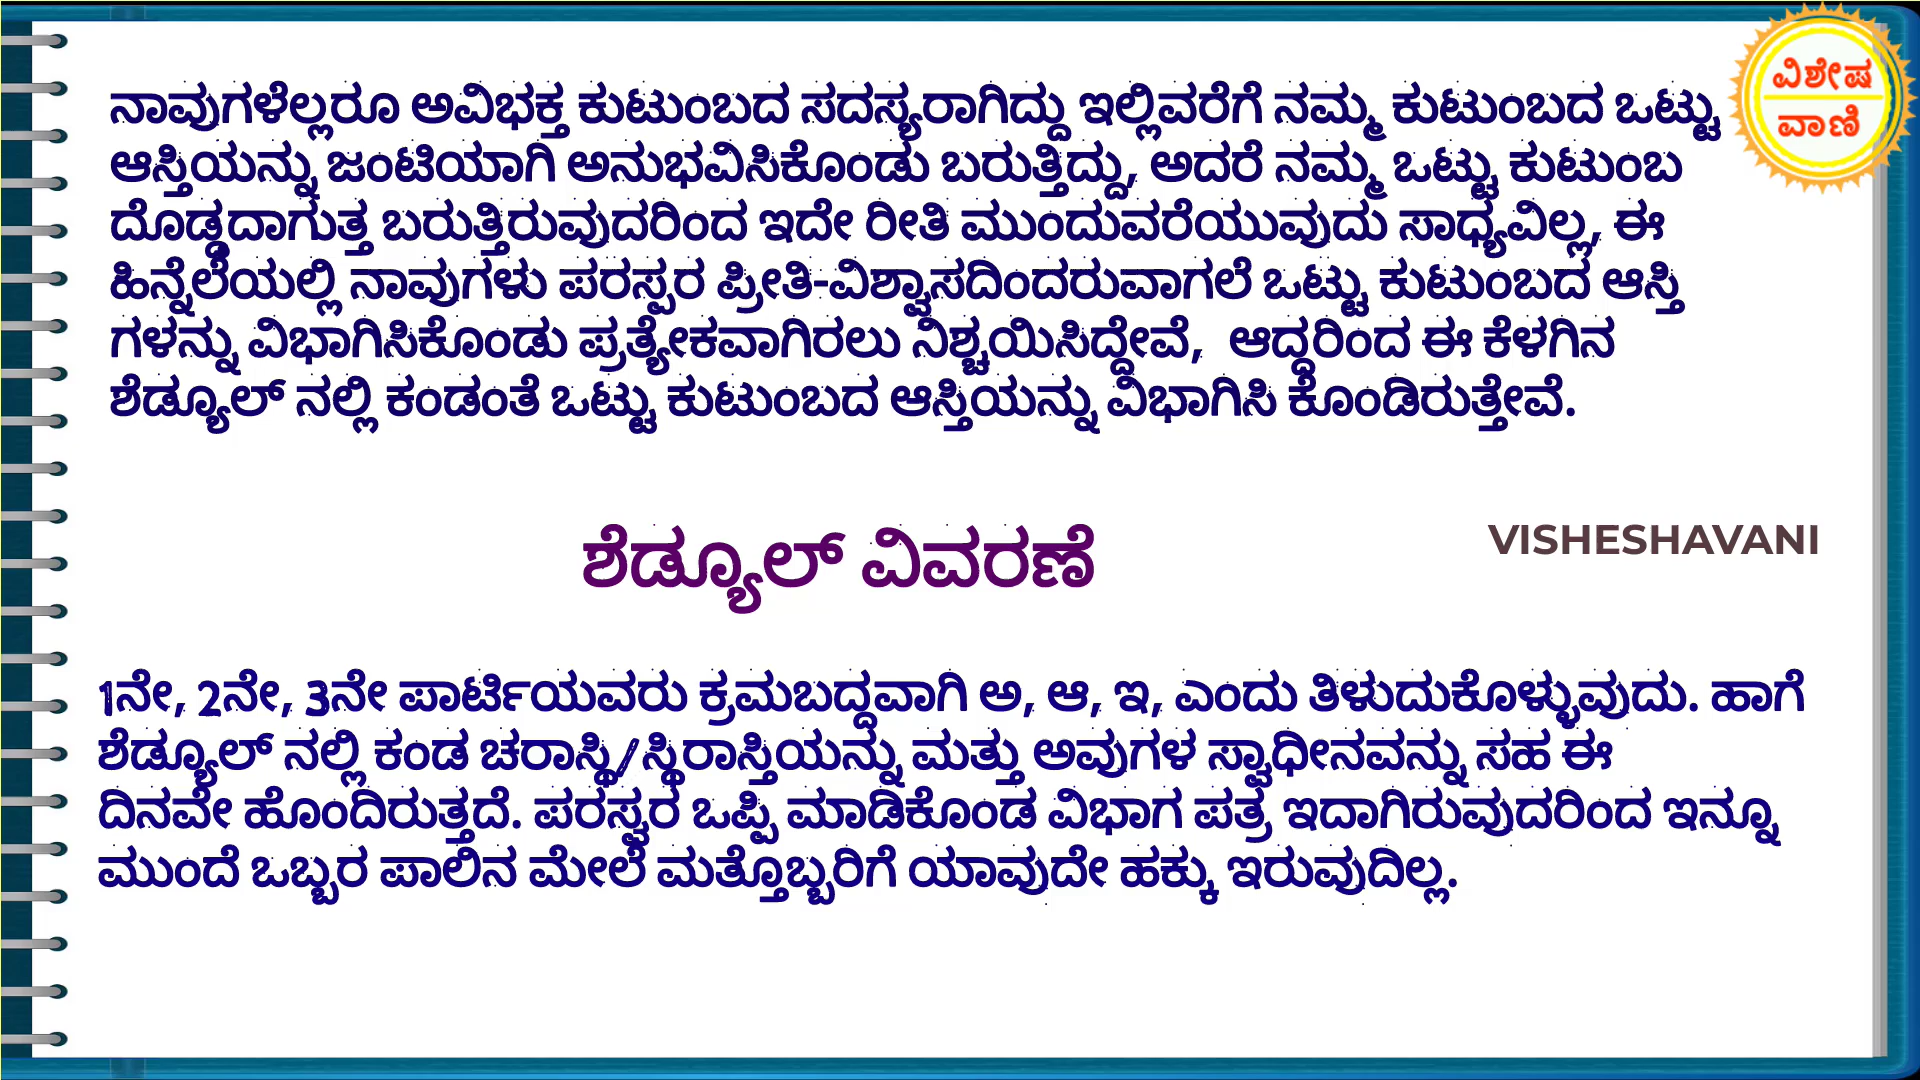 ವಿಶೇಷ
ವಾಣಿ
ನಾವುಗಳೆಲ್ಲರೂ ಅವಿಭಕ್ತ ಕುಟುಂಬದ ಸದಸ್ಯರಾಗಿದ್ದು ಇಲ್ಲಿವರೆಗೆ ನಮ್ಮ ಕುಟುಂಬದ ಒಟ್ಟು
ಆಸ್ತಿಯನ್ನು ಜಂಟಿಯಾಗಿ ಅನುಭವಿಸಿಕೊಂಡು ಬರುತ್ತಿದ್ದು, ಅದರೆ ನಮ್ಮ ಒಟ್ಟು ಕುಟುಂಬ
ದೊಡ್ಡದಾಗುತ್ತ ಬರುತ್ತಿರುವುದರಿಂದ ಇದೇ ರೀತಿ ಮುಂದುವರೆಯುವುದು ಸಾಧ್ಯವಿಲ್ಲ, ಈ
ಹಿನ್ನೆಲೆಯಲ್ಲಿ ನಾವುಗಳು ಪರಸ್ಪರ ಪ್ರೀತಿ-ವಿಶ್ವಾಸದಿಂದರುವಾಗಲೆ ಒಟ್ಟು ಕುಟುಂಬದ ಆಸ್ತಿ
ಗಳನ್ನು ವಿಭಾಗಿಸಿಕೊಂಡು ಪ್ರತ್ಯೇಕವಾಗಿರಲು ನಿಶ್ಚಯಿಸಿದ್ದೇವೆ, ಆದ್ದರಿಂದ ಈ ಕೆಳಗಿನ
ಶೆಡ್ಯೂಲ್ ನಲ್ಲಿ ಕಂಡಂತೆ ಒಟ್ಟು ಕುಟುಂಬದ ಆಸ್ತಿಯನ್ನು ವಿಭಾಗಿಸಿ ಕೊಂಡಿರುತ್ತೇವೆ.
ಶೆಡ್ಯೂಲ್ ವಿವರಣೆ
VISHESHAVANI
1ನೇ, 2ನೇ, 3ನೇ ಪಾರ್ಟಿಯವರು ಕ್ರಮಬದ್ದವಾಗಿ ಅ, ಆ, ಇ, ಎಂದು ತಿಳುದುಕೊಳ್ಳುವುದು. ಹಾಗೆ
ಶೆಡ್ಯೂಲ್ ನಲ್ಲಿ ಕಂಡ ಚರಾಸ್ಥಿ/ಸ್ಥಿರಾಸ್ತಿಯನ್ನು ಮತ್ತು ಅವುಗಳ ಸ್ವಾಧೀನವನ್ನು ಸಹ ಈ
ದಿನವೇ ಹೊಂದಿರುತ್ತದೆ. ಪರಸ್ಪರ ಒಪ್ಪಿ ಮಾಡಿಕೊಂಡ ವಿಭಾಗ ಪತ್ರ ಇದಾಗಿರುವುದರಿಂದ ಇನ್ನೂ
ಮುಂದೆ ಒಬ್ಬರ ಪಾಲಿನ ಮೇಲೆ ಮತ್ತೊಬ್ಬರಿಗೆ ಯಾವುದೇ ಹಕ್ಕು ಇರುವುದಿಲ್ಲ.